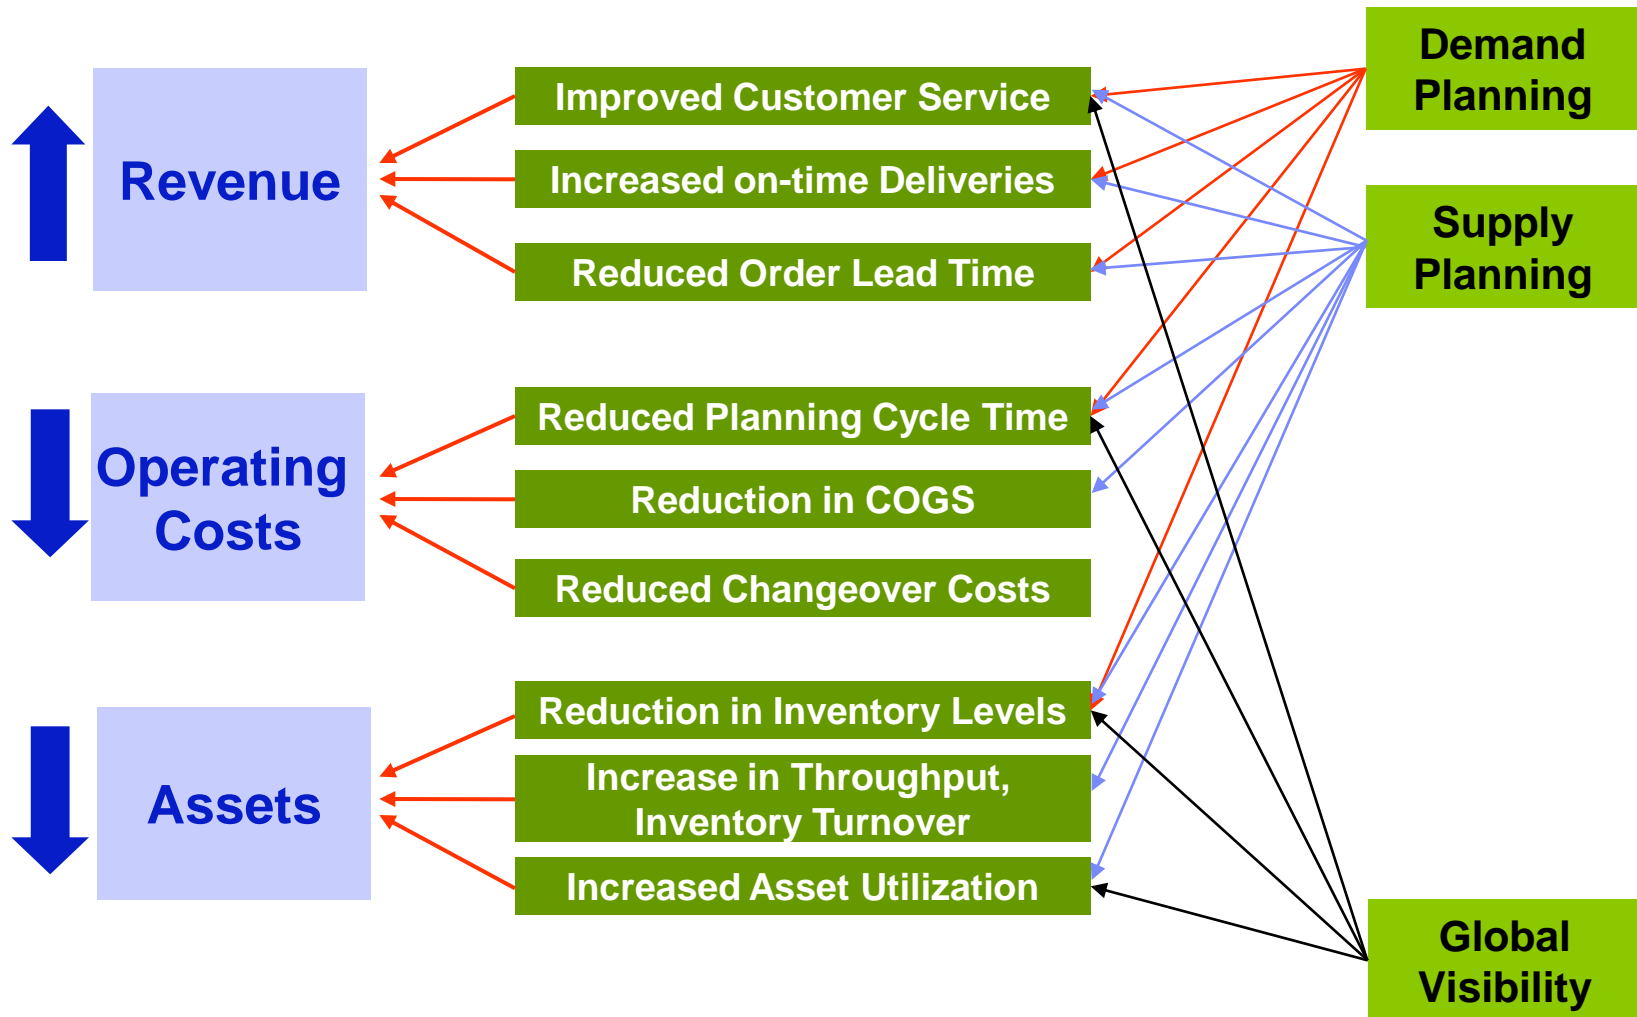 Revenue
Improved Customer Service
Increased on-time Deliveries
Reduced Order Lead Time
Operating
Costs
Reduced Planning Cycle Time
Reduction in COGS
Reduced Changeover Costs
Assets
Reduction in Inventory Levels
Increase in Throughput,
Inventory Turnover
Increased Asset Utilization
Demand
Planning
Supply
Planning
Global
Visibility